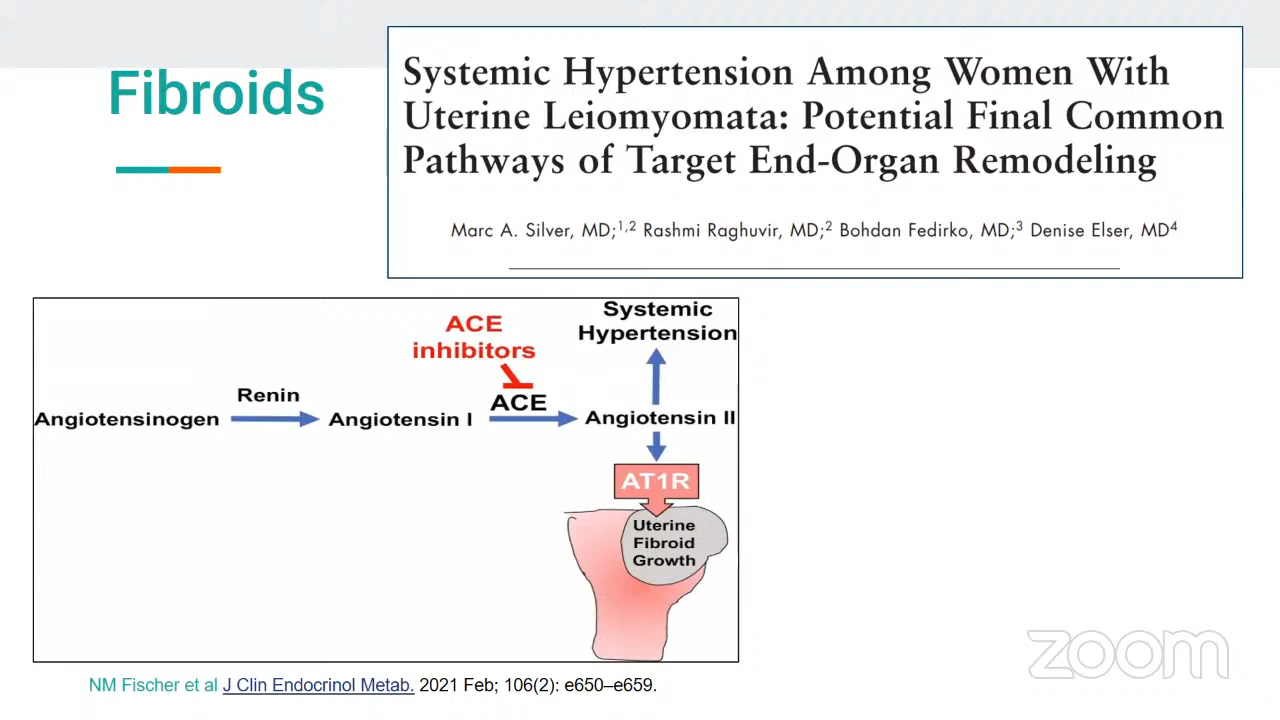 Fibroids
Systemic Hypertension Among Women With
Uterine Leiomyomata: Potential Final Common
Pathways of Target End-Organ Remodeling
Marc A. Silver, MD;1,2 Rashmi Raghuvir, MD;2 Bohdan Fedirko, MD;3 Denise Elser, MD4
Systemic
Hypertension
ACE
inhibitors
Renin
ACE
Angiotensinogen
Angiotensin I
Angiotensin II
AT1R
Uterine
Fibroid
Growth
zoom
NM Fischer et al J Clin Endocrinol Metab. 2021 Feb; 106(2): e650–e659.